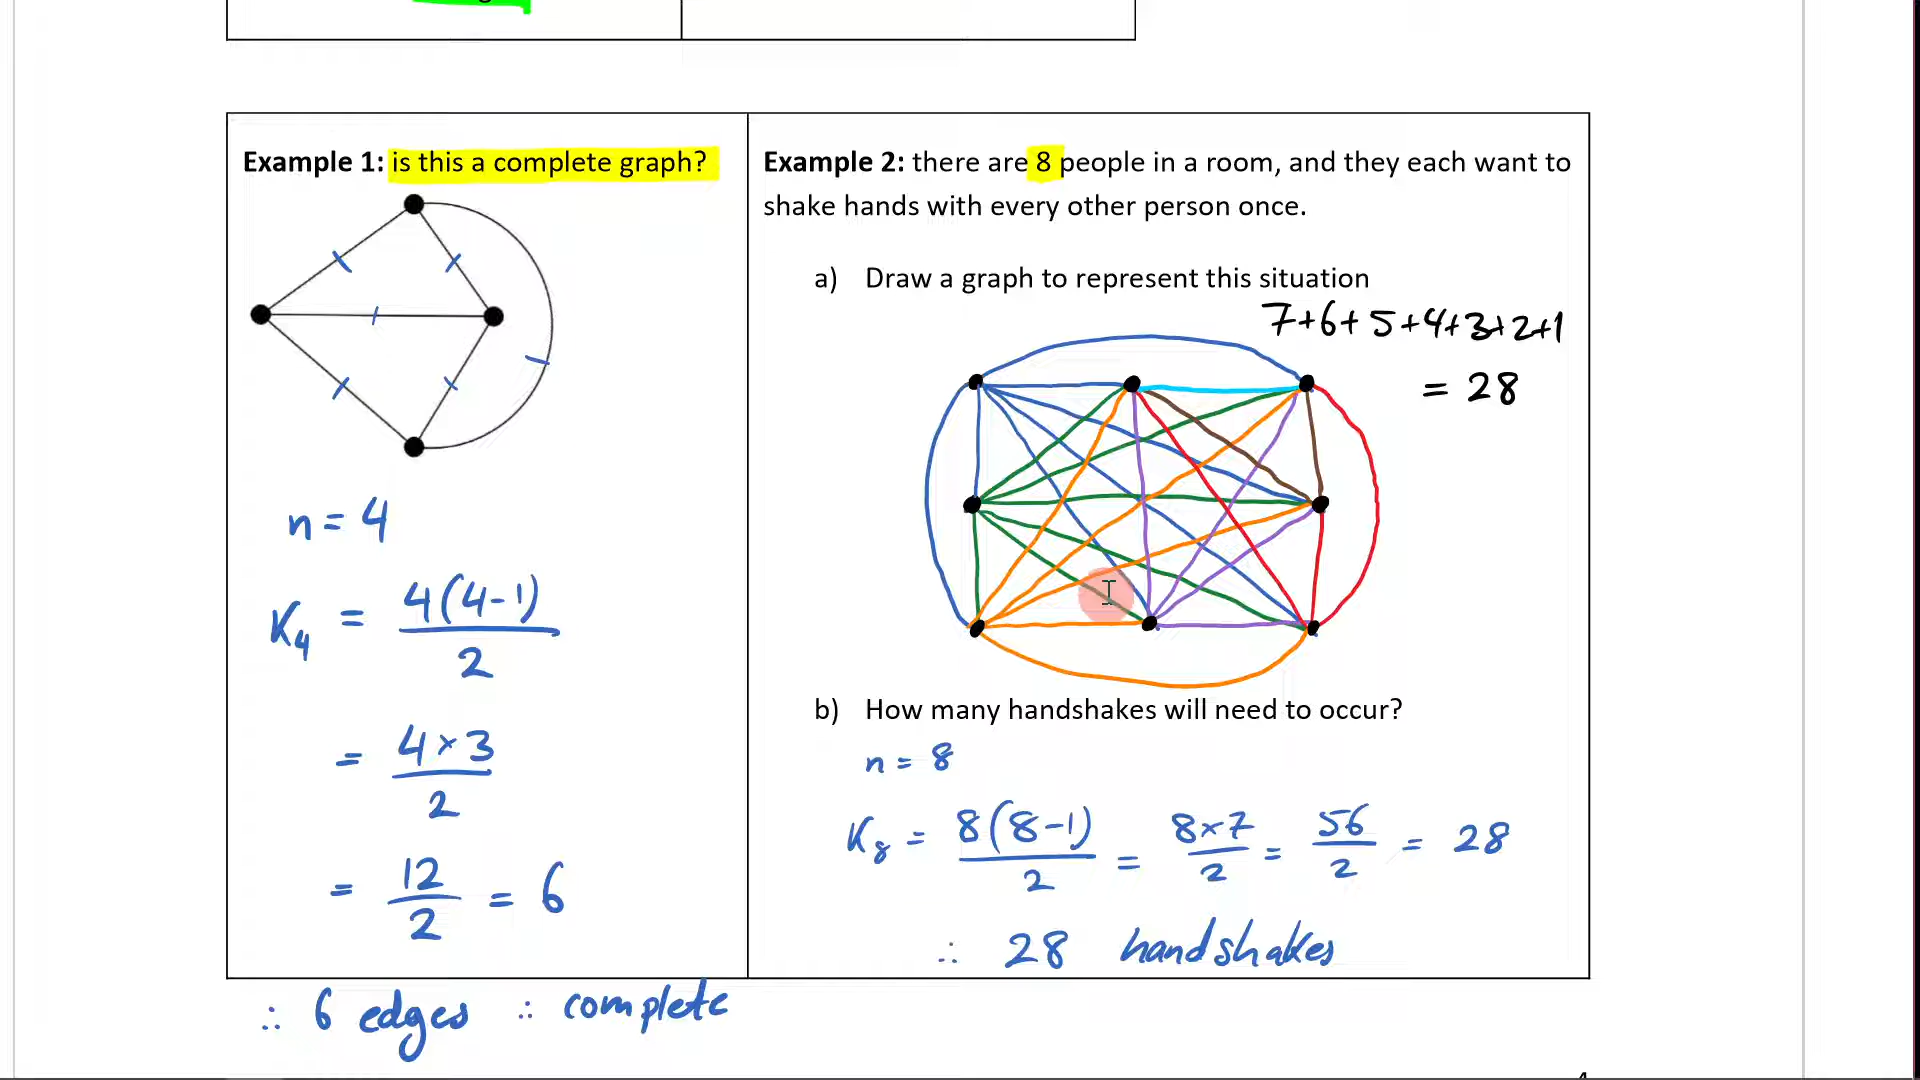 Example 1: is this a complete graph?
n = 4
K₄ = 4(4-1)/2
= 4×3/2
= 12/2 = 6
∴ 6 edges ∴ complete
Example 2: there are 8 people in a room, and they each want to
shake hands with every other person once.
a) Draw a graph to represent this situation
7+6+5+4+3+2+1
= 28
b) How many handshakes will need to occur?
n = 8
K₈ = 8(8-1)/2 = 8×7/2 = 56/2 = 28
∴ 28 handshakes